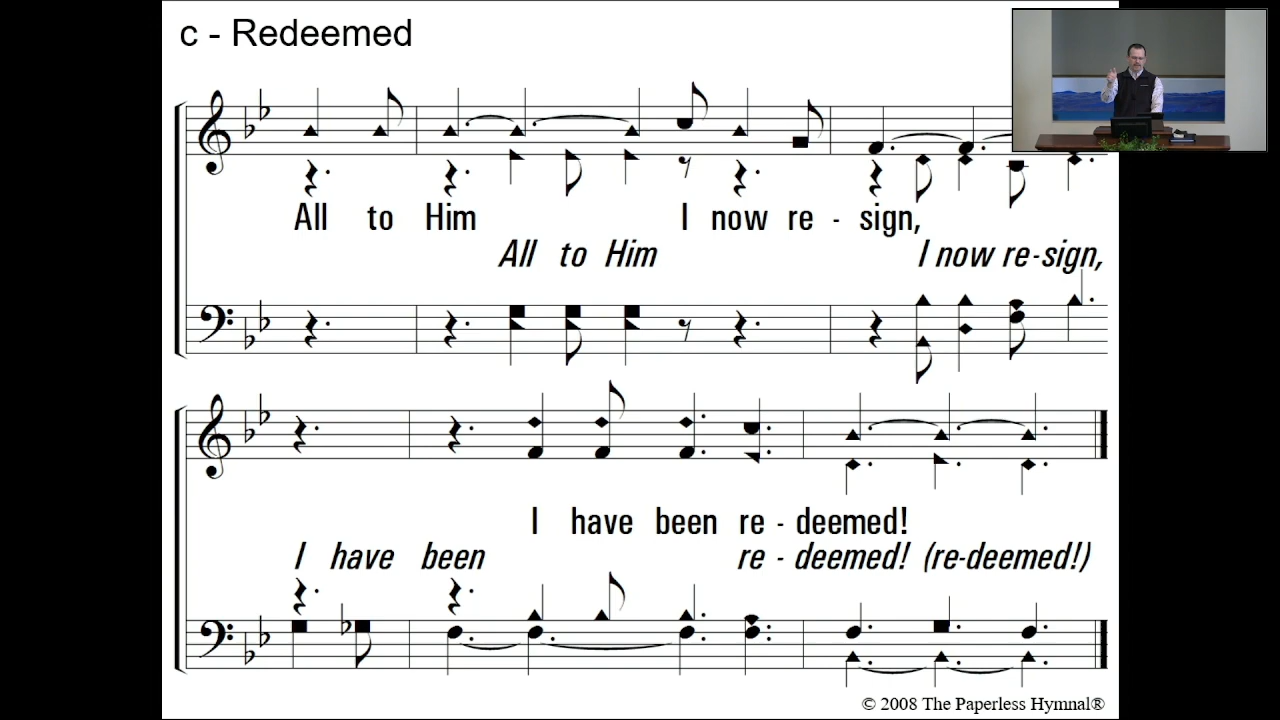 c - Redeemed
All to Him I now re - sign,
All to Him I now re-sign,
I have been re - deemed!
I have been re - deemed! (re-deemed!)
© 2008 The Paperless Hymnal®